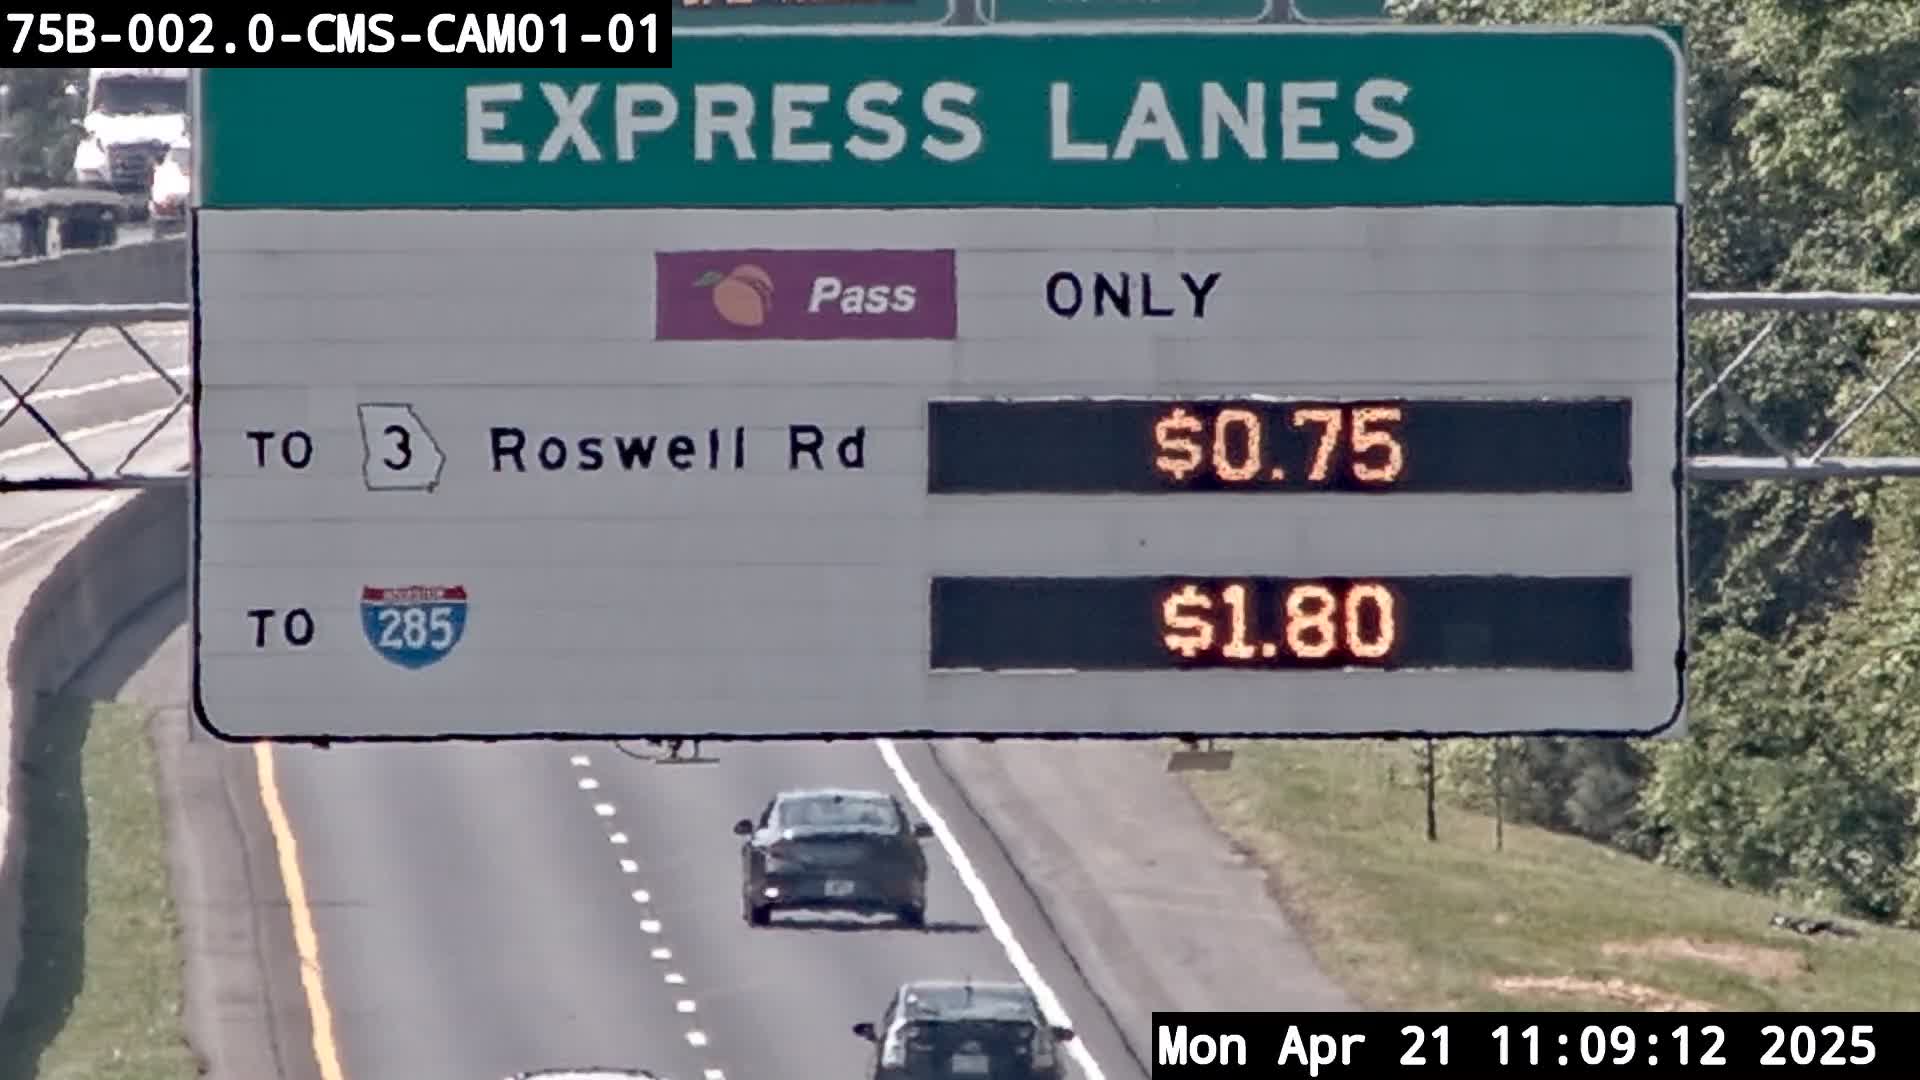 75B-002.0-CMS-CAM01-01
EXPRESS LANES
Pass ONLY
TO 3 Roswell Rd $0.75
TO 285 $1.80
Mon Apr 21 11:09:12 2025